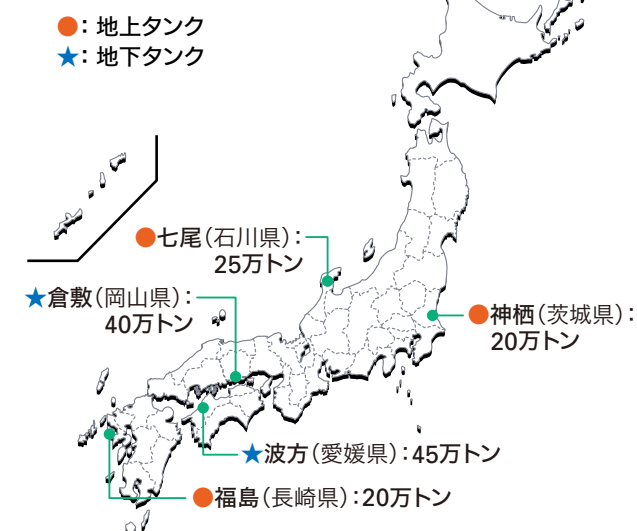 ●：地上タンク
★：地下タンク
●七尾（石川県）：
25万トン
★倉敷（岡山県）：
40万トン
●神栖（茨城県）：
20万トン
★波方（愛媛県）：45万トン
●福島（長崎県）：20万トン